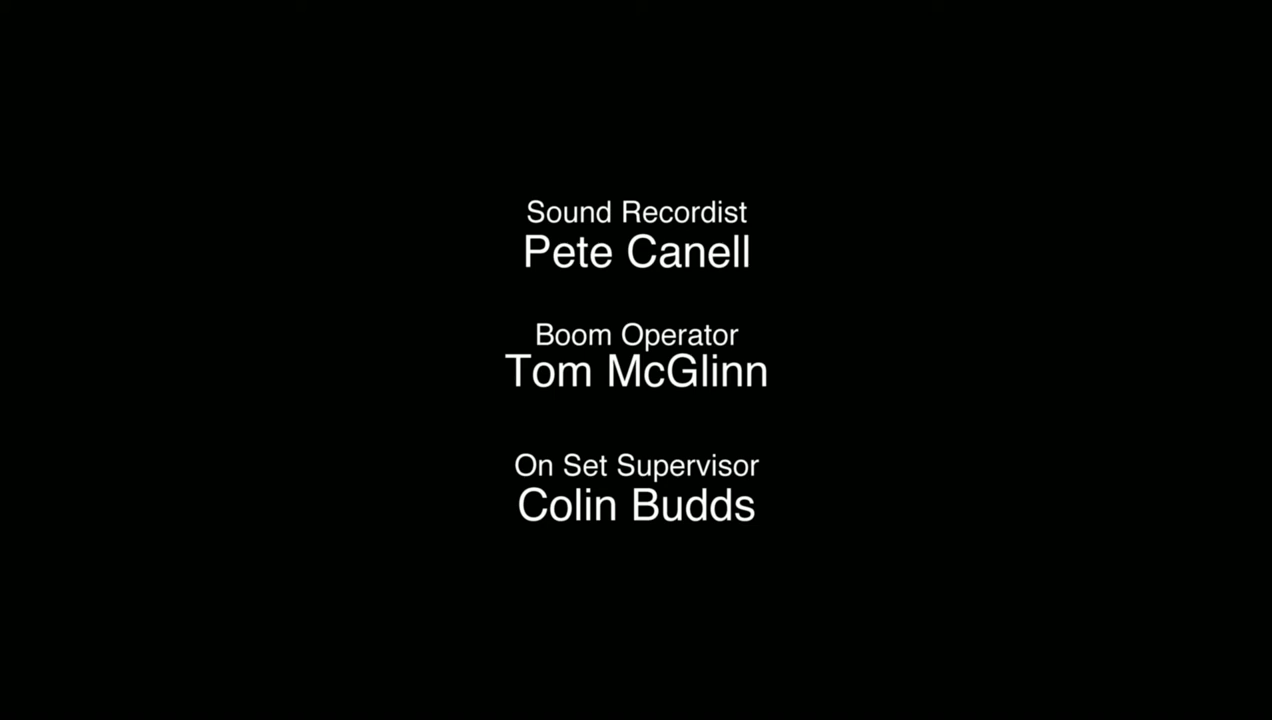 Sound Recordist
Pete Canell
Boom Operator
Tom McGlinn
On Set Supervisor
Colin Budds